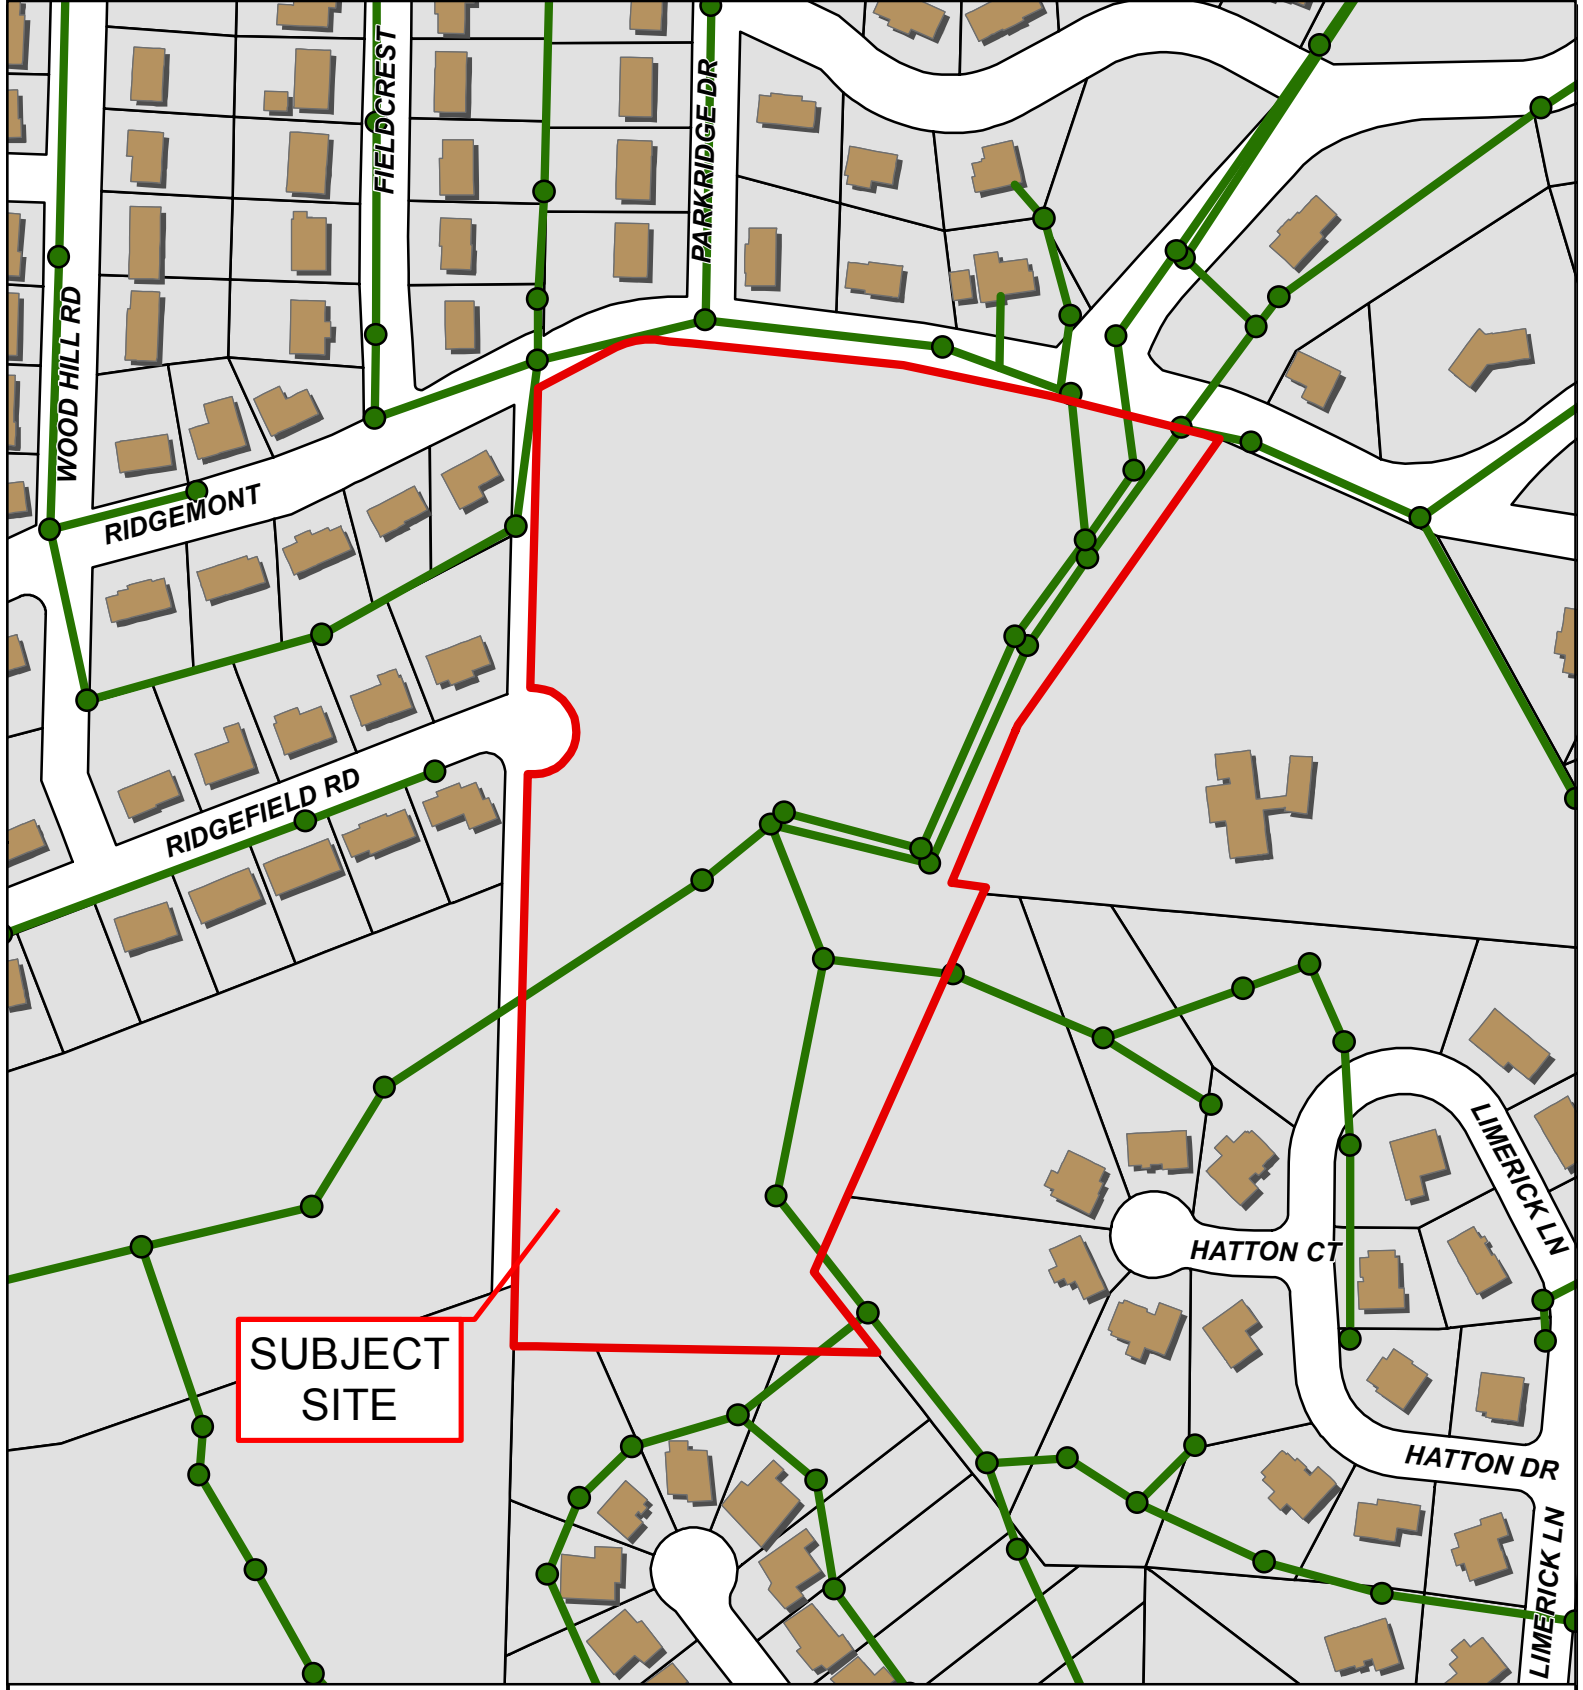 FIELDCREST
PARKRIDGE DR
WOOD HILL RD
RIDGEMONT
RIDGEFIELD RD
LIMERICK LN
HATTON CT
SUBJECT
SITE
HATTON DR
LIMERICK LN